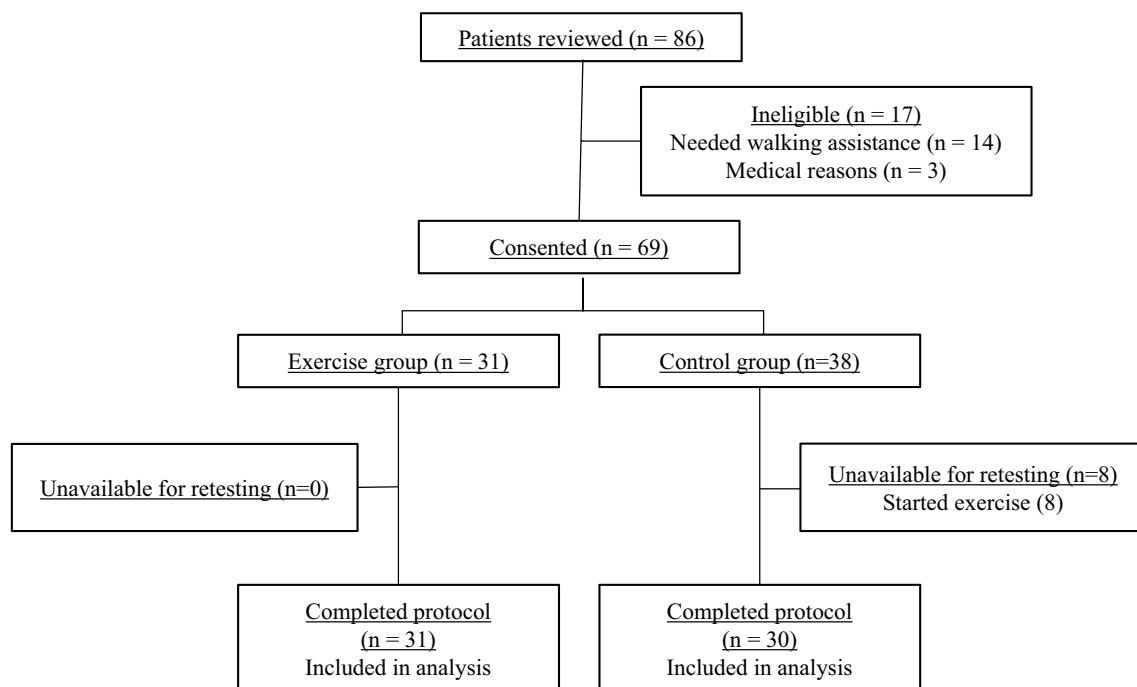 Patients reviewed (n = 86)
Ineligible (n = 17)
Needed walking assistance (n = 14)
Medical reasons (n = 3)
Consented (n = 69)
Exercise group (n = 31)
Control group (n=38)
Unavailable for retesting (n=0)
Unavailable for retesting (n=8)
Started exercise (8)
Completed protocol
(n = 31)
Included in analysis
Completed protocol
(n = 30)
Included in analysis